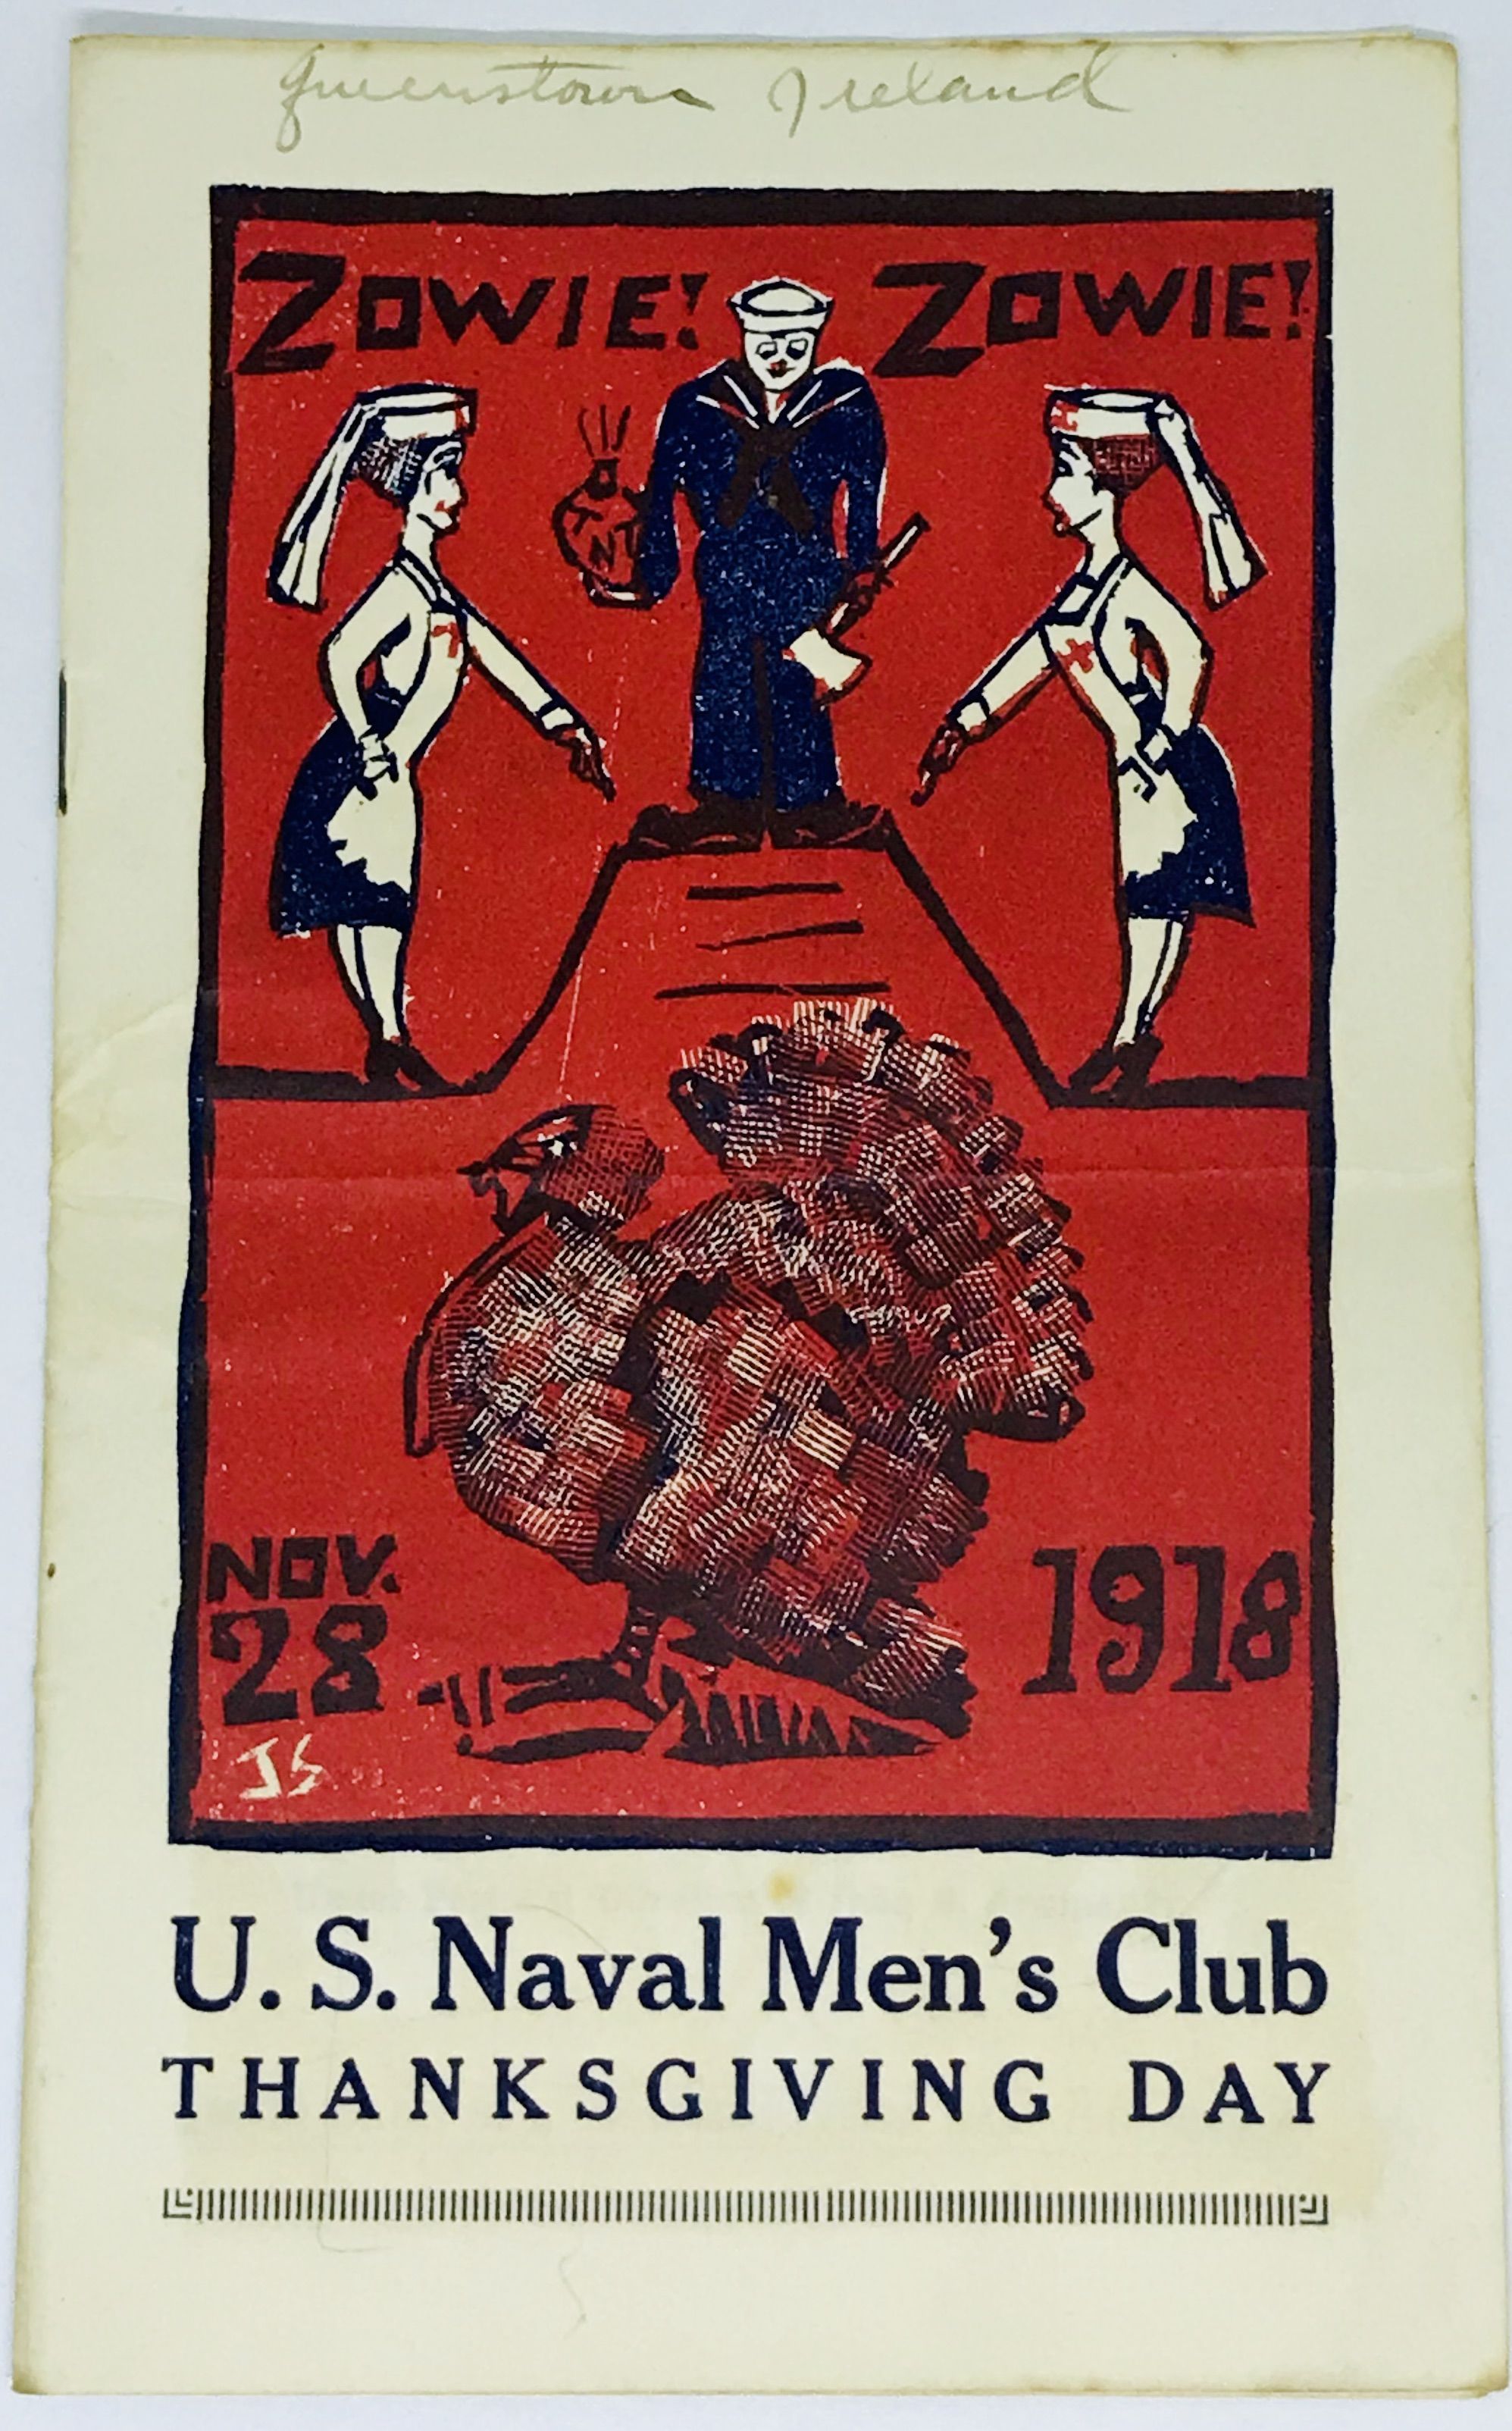 Queenstown Ireland
ZOWIE! ZOWIE!
TNT
NOV.
28
1918
JS
U. S. Naval Men's Club
THANKSGIVING DAY